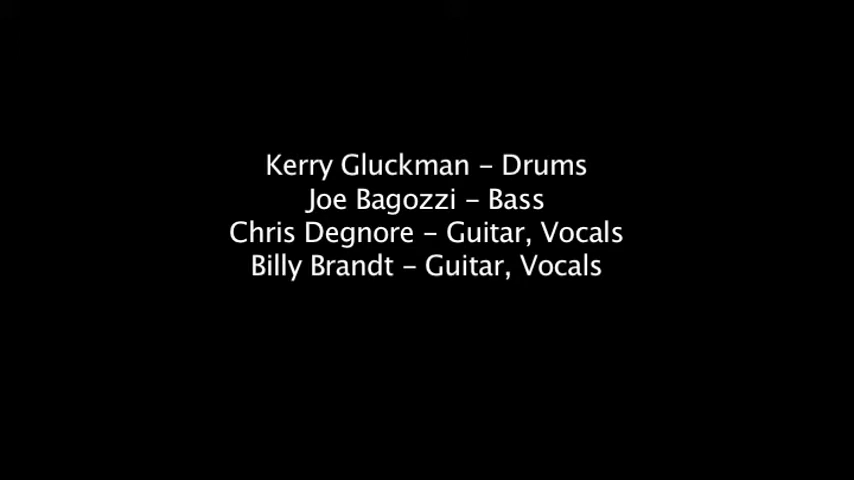 Kerry Gluckman – Drums
Joe Bagozzi – Bass
Chris Degnore – Guitar, Vocals
Billy Brandt – Guitar, Vocals